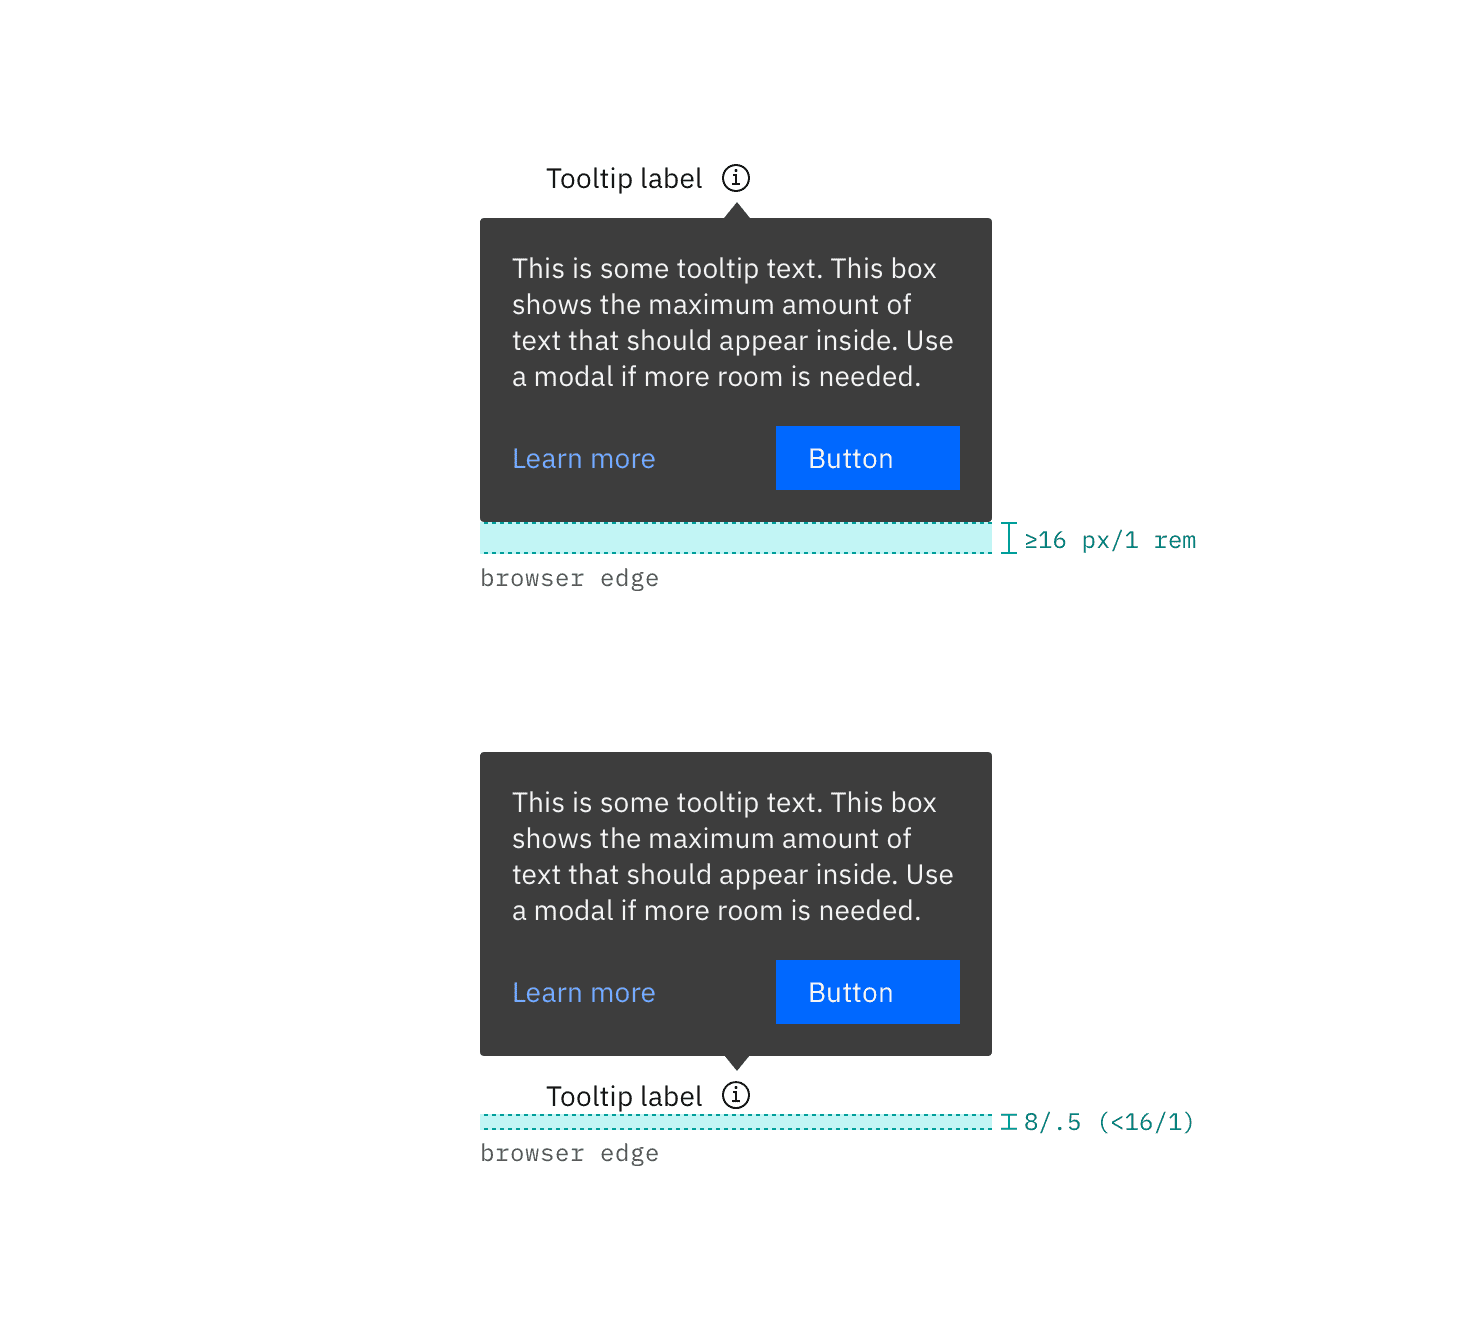 Tooltip label
This is some tooltip text. This box
shows the maximum amount of
text that should appear inside. Use
a modal if more room is needed.
Learn more
Button
≥16 px/1 rem
browser edge
This is some tooltip text. This box
shows the maximum amount of
text that should appear inside. Use
a modal if more room is needed.
Learn more
Button
Tooltip label
8/.5 (<16/1)
browser edge